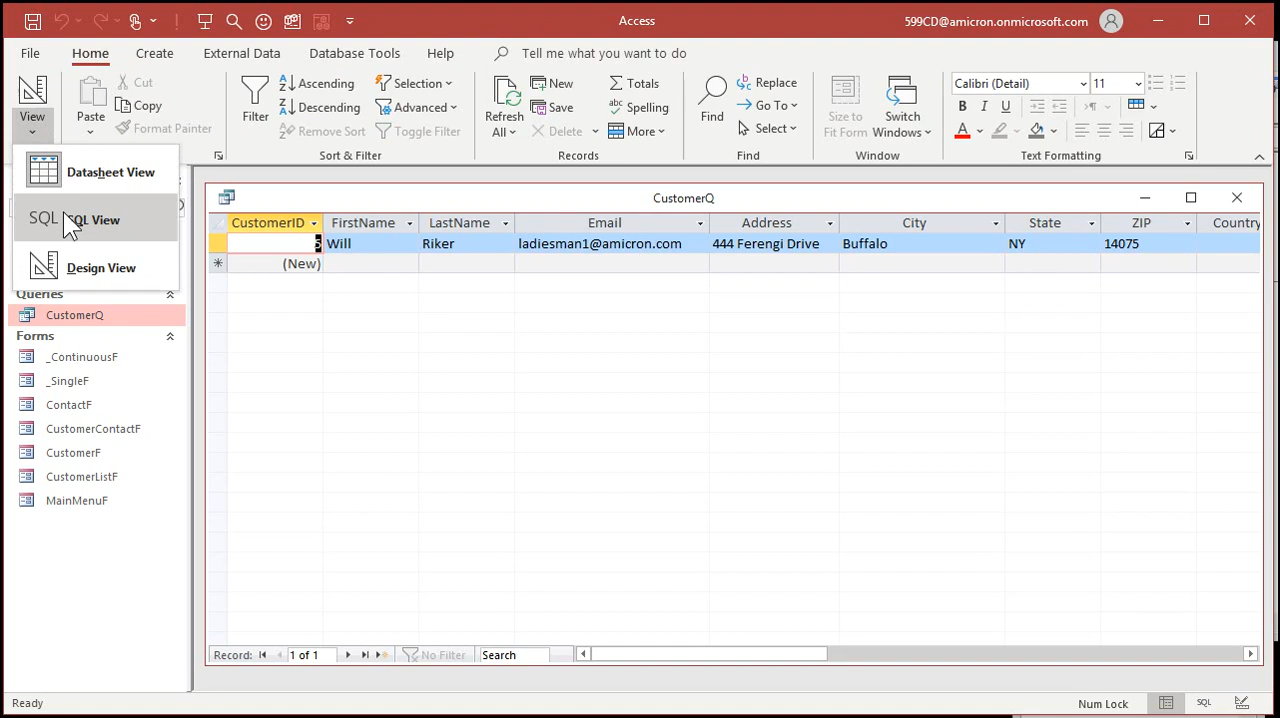 Access
599CD@amicron.onmicrosoft.com
File Home Create External Data Database Tools Help Tell me what you want to do
View
Paste
Cut
Copy
Format Painter
Filter
Ascending
Descending
Remove Sort
Selection
Advanced
Toggle Filter
Sort & Filter
Refresh
All
New
Save
Delete
Totals
Spelling
More
Records
Find
Replace
Go To
Select
Find
Size to
Fit Form
Switch
Windows
Window
Calibri (Detail) 11
B I U
A
Text Formatting
Datasheet View
SQL SQL View
Design View
Queries
CustomerQ
Forms
_ContinuousF
_SingleF
ContactF
CustomerContactF
CustomerF
CustomerListF
MainMenuF
CustomerQ
CustomerID FirstName LastName Email Address City State ZIP Country
5 Will Riker ladiesman1@amicron.com 444 Ferengi Drive Buffalo NY 14075
(New)
Record: 1 of 1 No Filter Search
Ready
Num Lock SQL